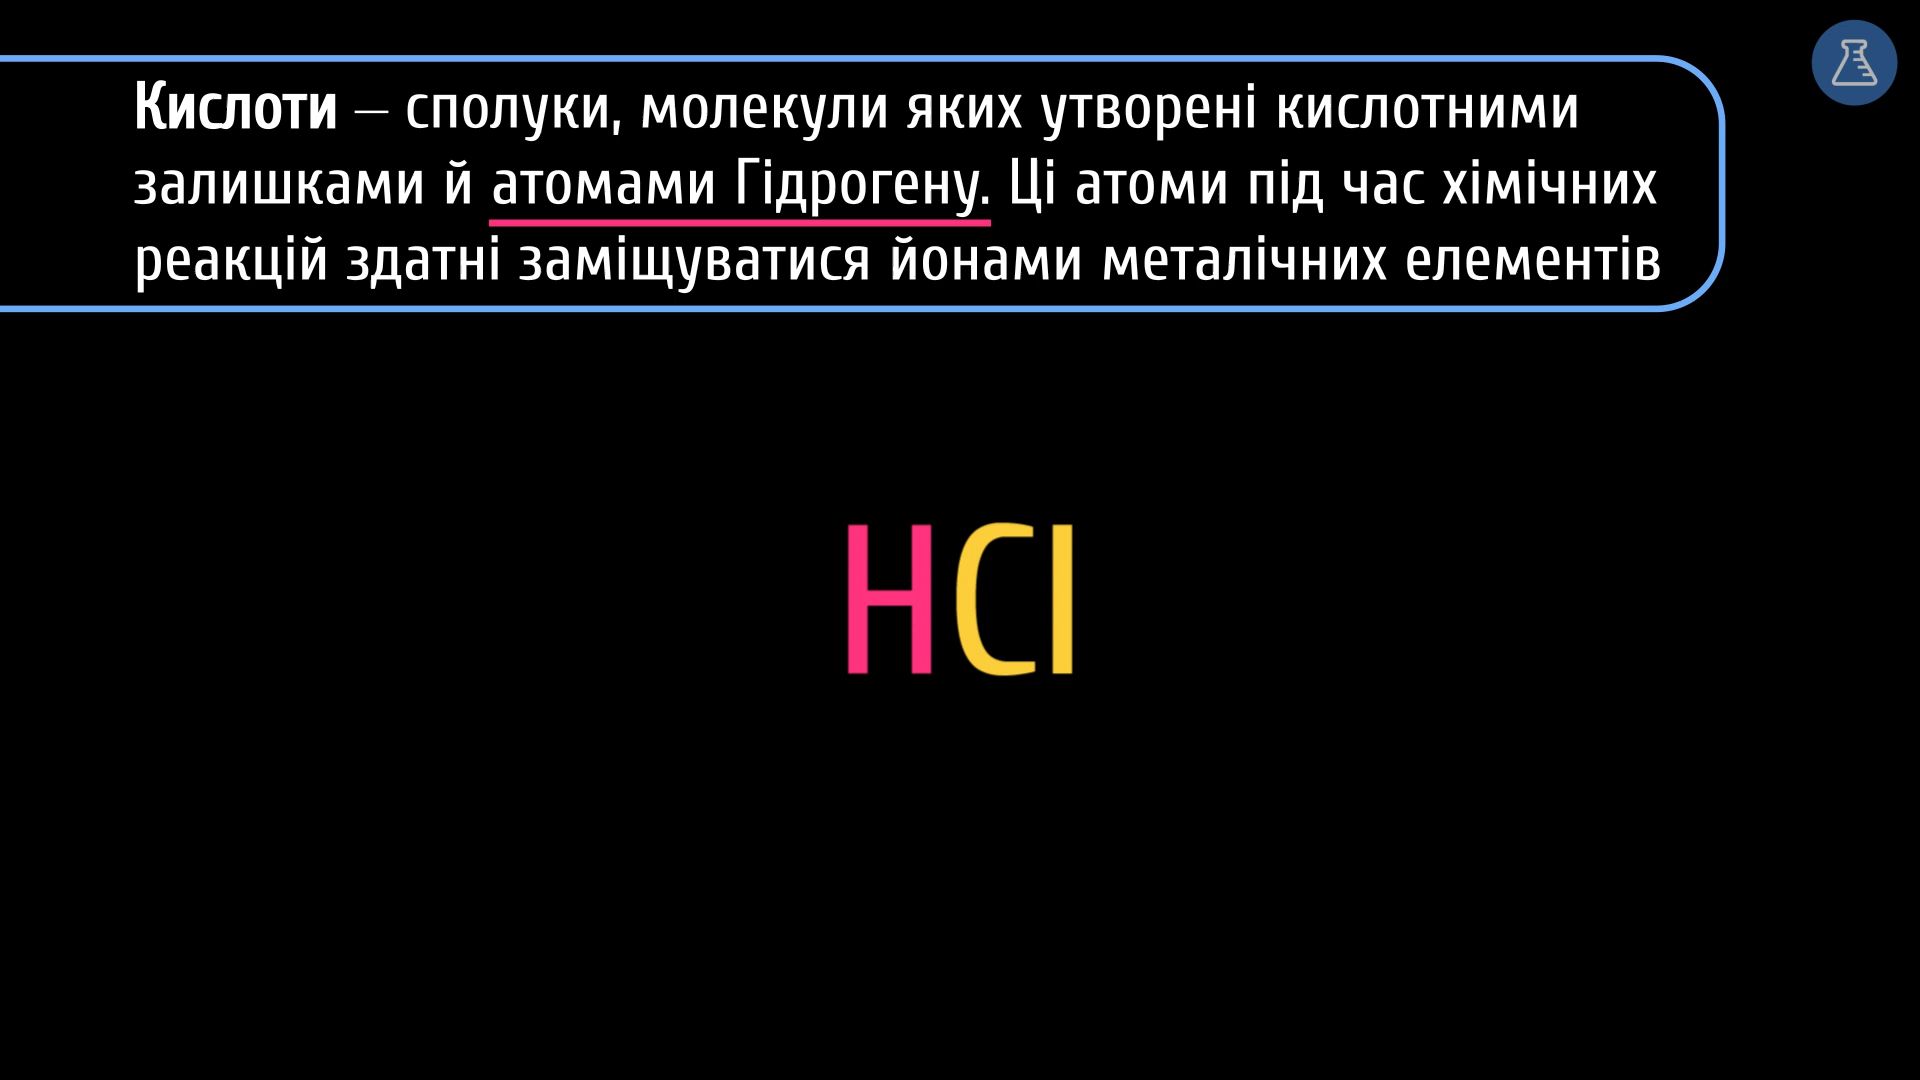 Кислоти – сполуки, молекули яких утворені кислотними
залишками й атомами Гідрогену. Ці атоми під час хімічних
реакцій здатні заміщуватися йонами металічних елементів
HCl